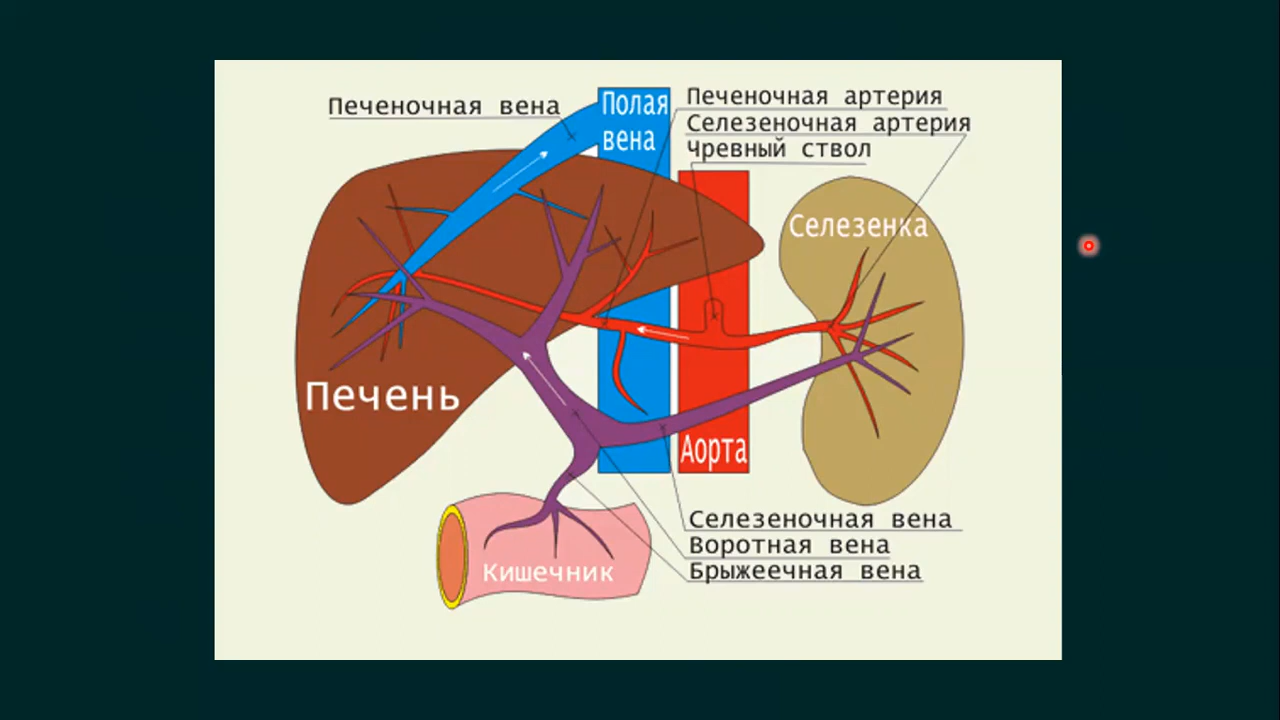 Печеночная вена
Полая
вена
Печеночная артерия
Селезеночная артерия
Чревный ствол
Селезенка
Печень
Аорта
Селезеночная вена
Воротная вена
Брыжеечная вена
Кишечник